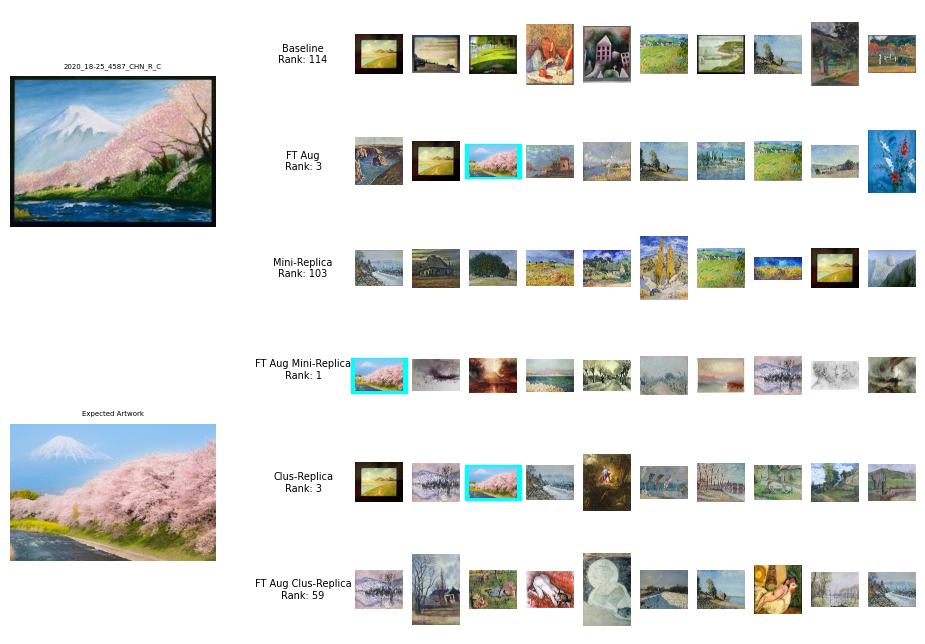 2020_18-25_4587_CHN_R_C
Baseline
Rank: 114
FT Aug
Rank: 3
Mini-Replica
Rank: 103
FT Aug Mini-Replica
Rank: 1
Expected Artwork
Clus-Replica
Rank: 3
FT Aug Clus-Replica
Rank: 59